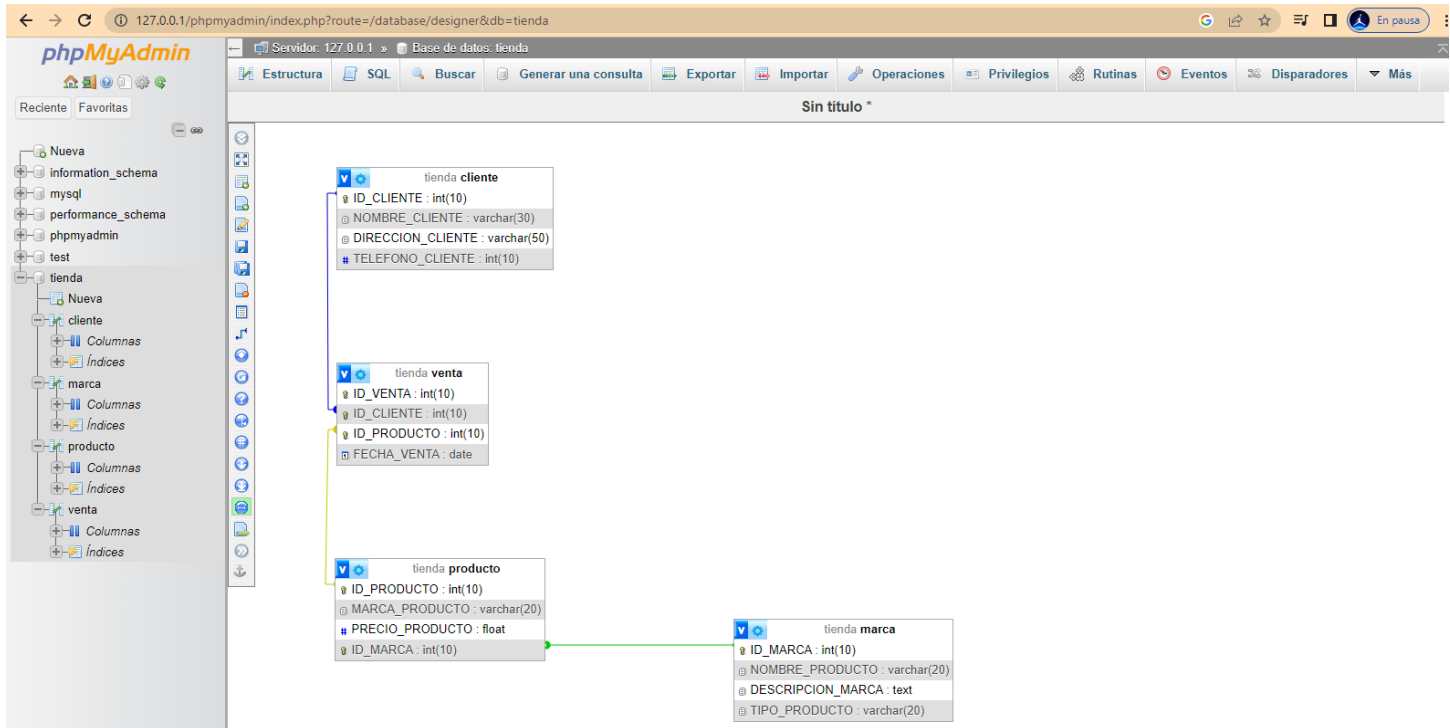 127.0.0.1/phpmyadmin/index.php?route=/database/designer&db=tienda
G
En pausa
phpMyAdmin
Reciente Favoritas
Nueva
information_schema
mysql
performance_schema
phpmyadmin
test
tienda
Nueva
cliente
Columnas
Índices
marca
Columnas
Índices
producto
Columnas
Índices
venta
Columnas
Índices
Servidor: 127.0.0.1 » Base de datos: tienda
Estructura SQL Buscar Generar una consulta Exportar Importar Operaciones Privilegios Rutinas Eventos Disparadores Más
Sin título *
v tienda cliente
ID_CLIENTE : int(10)
NOMBRE_CLIENTE : varchar(30)
DIRECCION_CLIENTE : varchar(50)
# TELEFONO_CLIENTE : int(10)
v tienda venta
ID_VENTA : int(10)
ID_CLIENTE : int(10)
ID_PRODUCTO : int(10)
FECHA_VENTA : date
v tienda producto
ID_PRODUCTO : int(10)
MARCA_PRODUCTO : varchar(20)
# PRECIO_PRODUCTO : float
ID_MARCA : int(10)
v tienda marca
ID_MARCA : int(10)
NOMBRE_PRODUCTO : varchar(20)
DESCRIPCION_MARCA : text
TIPO_PRODUCTO : varchar(20)